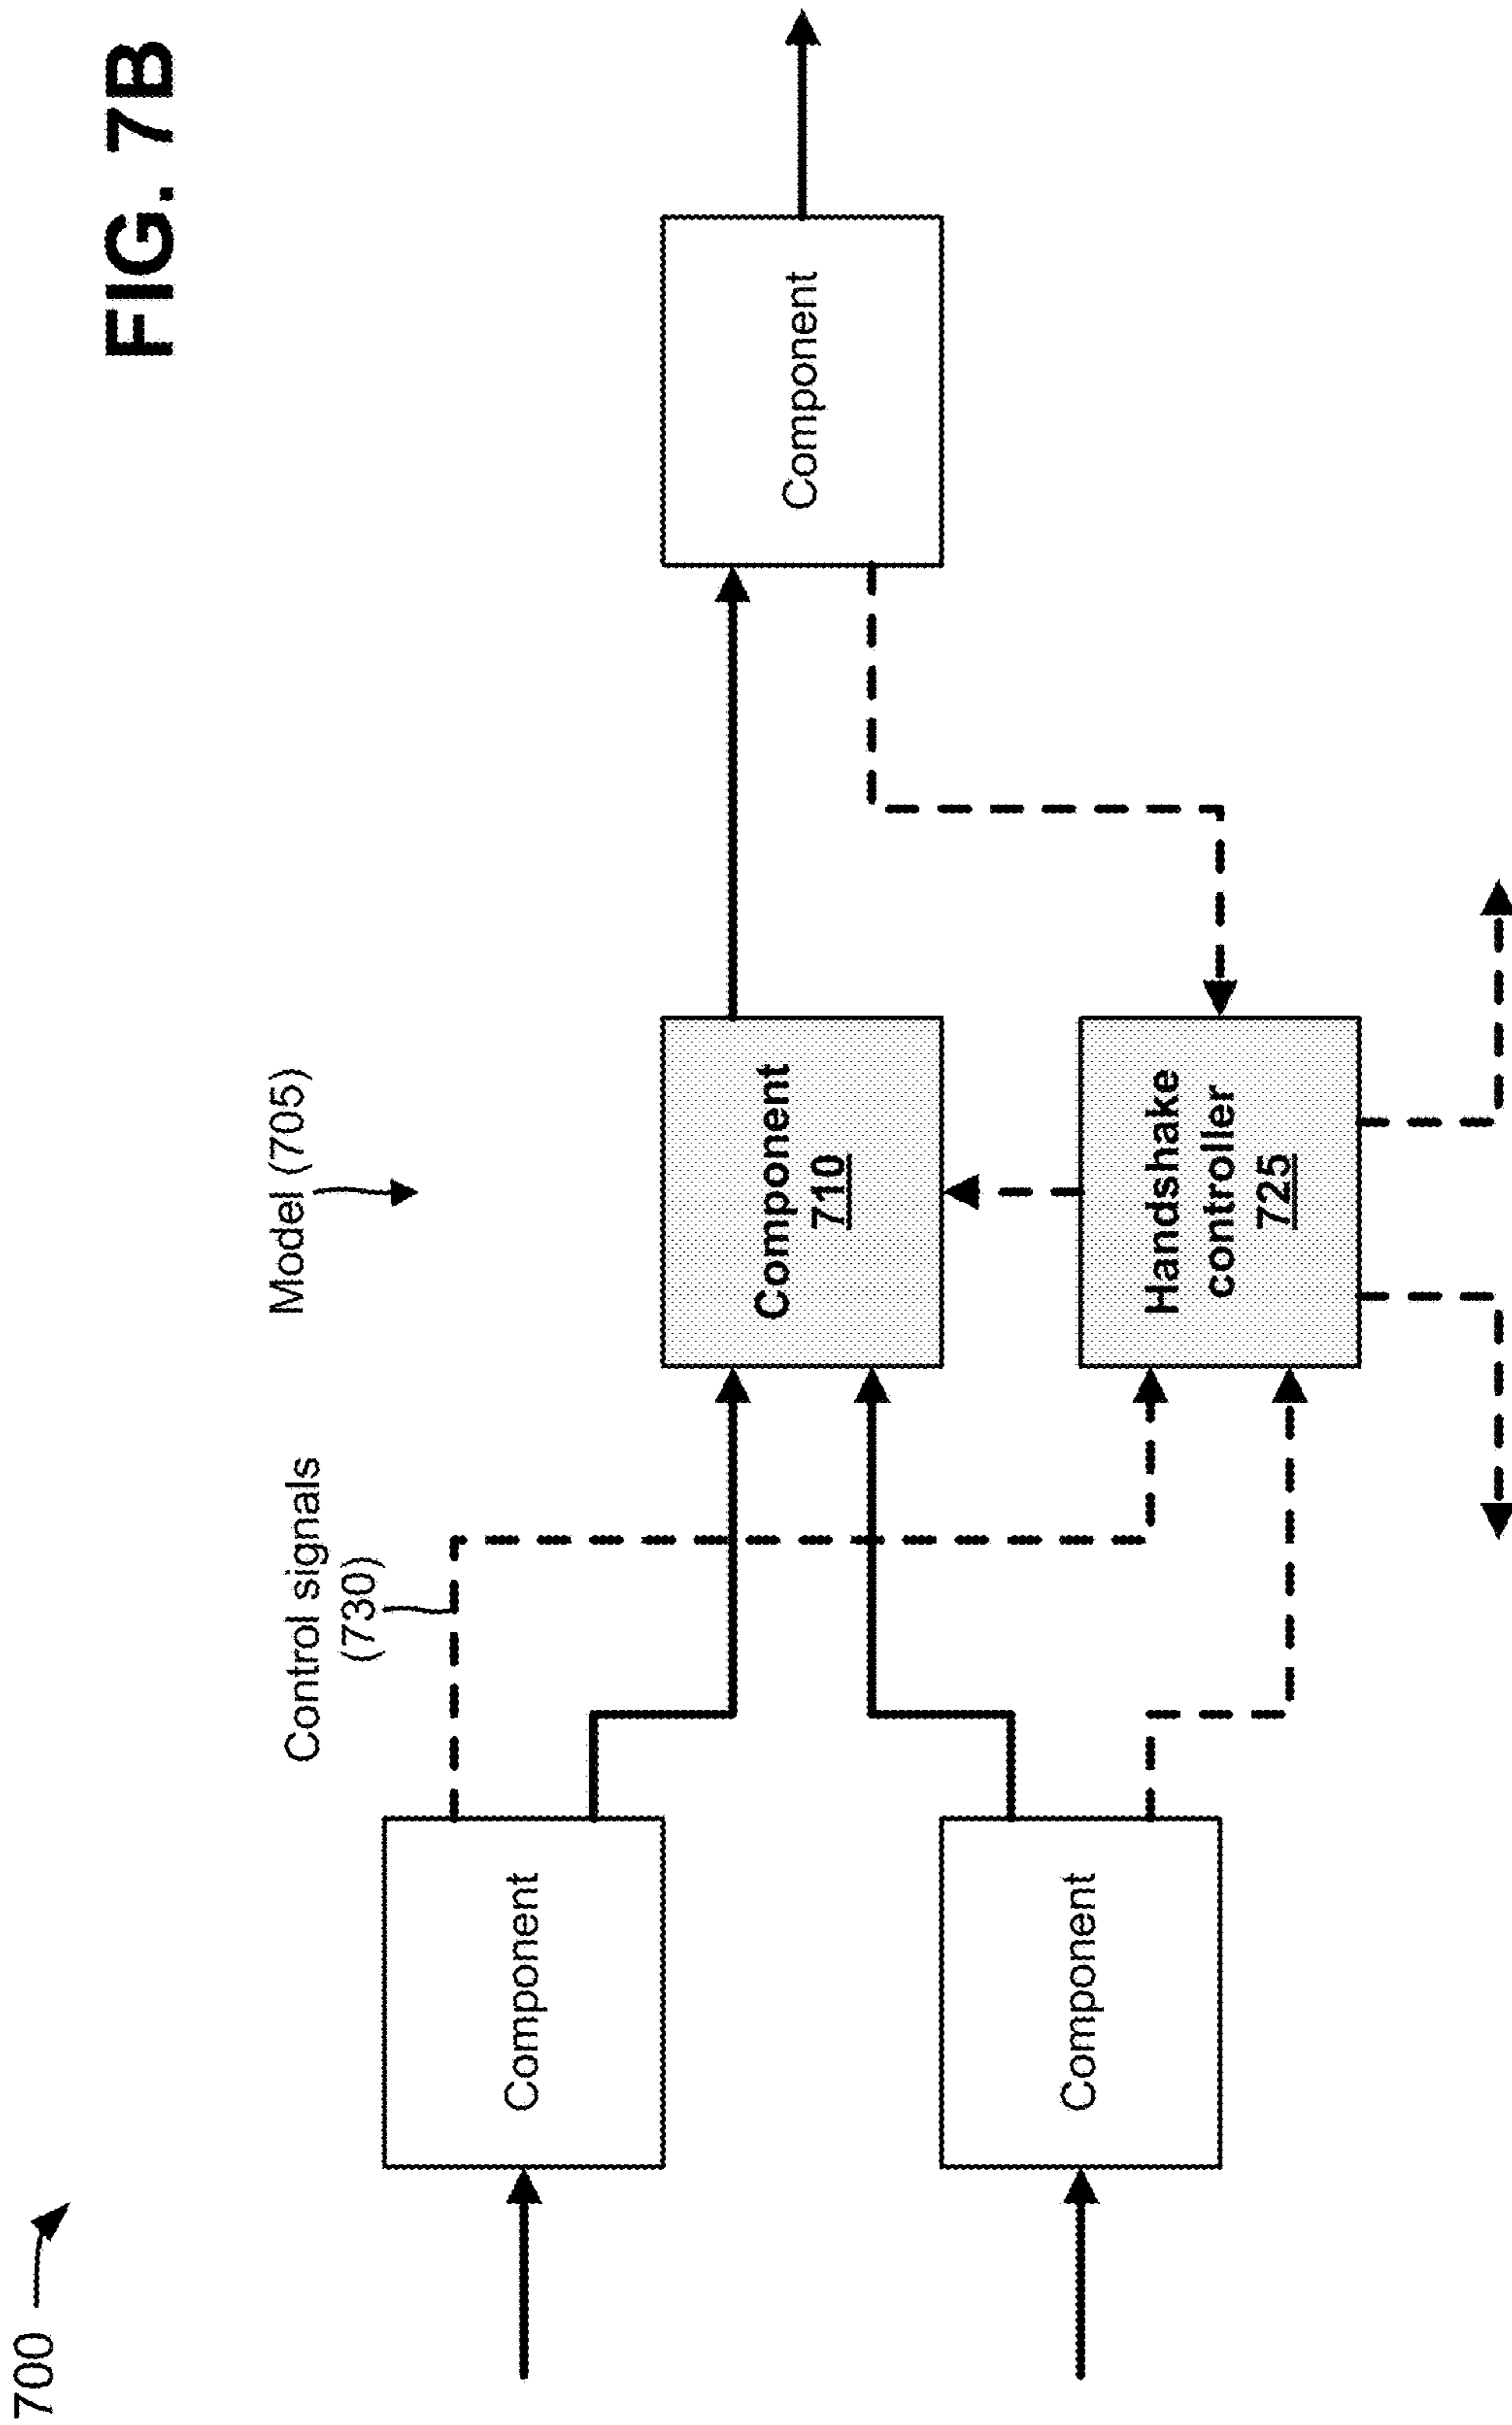 700
FIG. 7B
Model (705)
Control signals
(730)
Component
Component
710
Component
Component
Handshake
controller
725